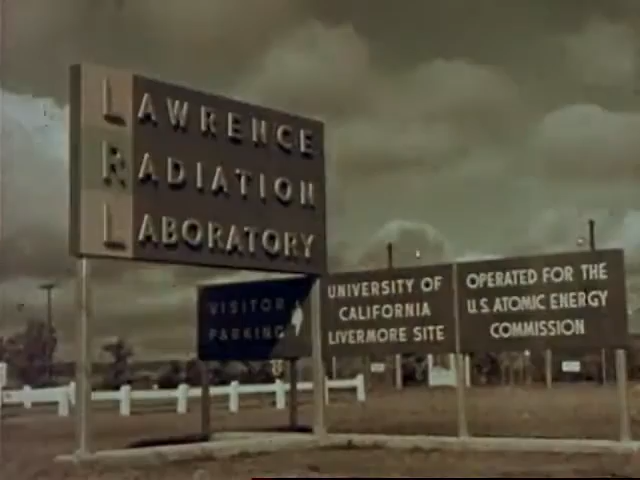 LAWRENCE
RADIATION
LABORATORY
VISITOR
PARKING
UNIVERSITY OF
CALIFORNIA
LIVERMORE SITE
OPERATED FOR THE
U.S. ATOMIC ENERGY
COMMISSION